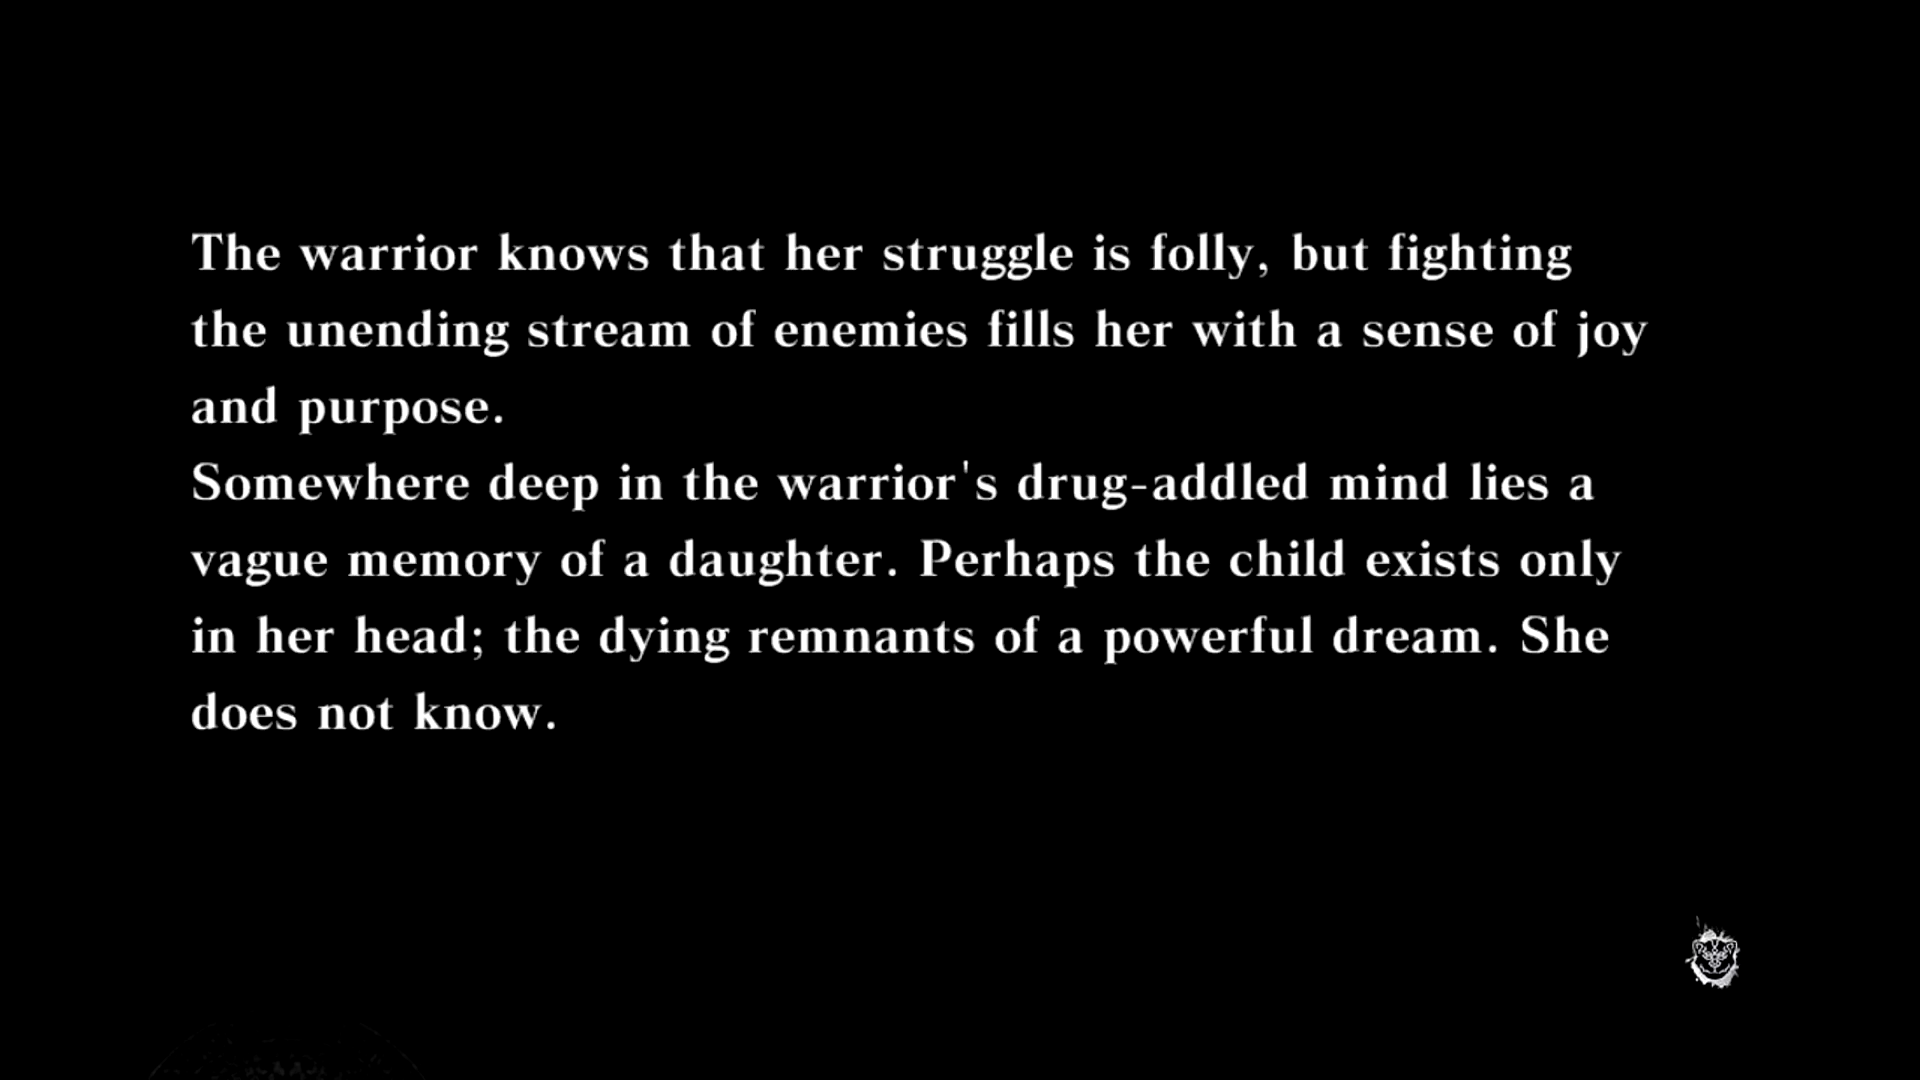 The warrior knows that her struggle is folly, but fighting
the unending stream of enemies fills her with a sense of joy
and purpose.
Somewhere deep in the warrior's drug-addled mind lies a
vague memory of a daughter. Perhaps the child exists only
in her head; the dying remnants of a powerful dream. She
does not know.